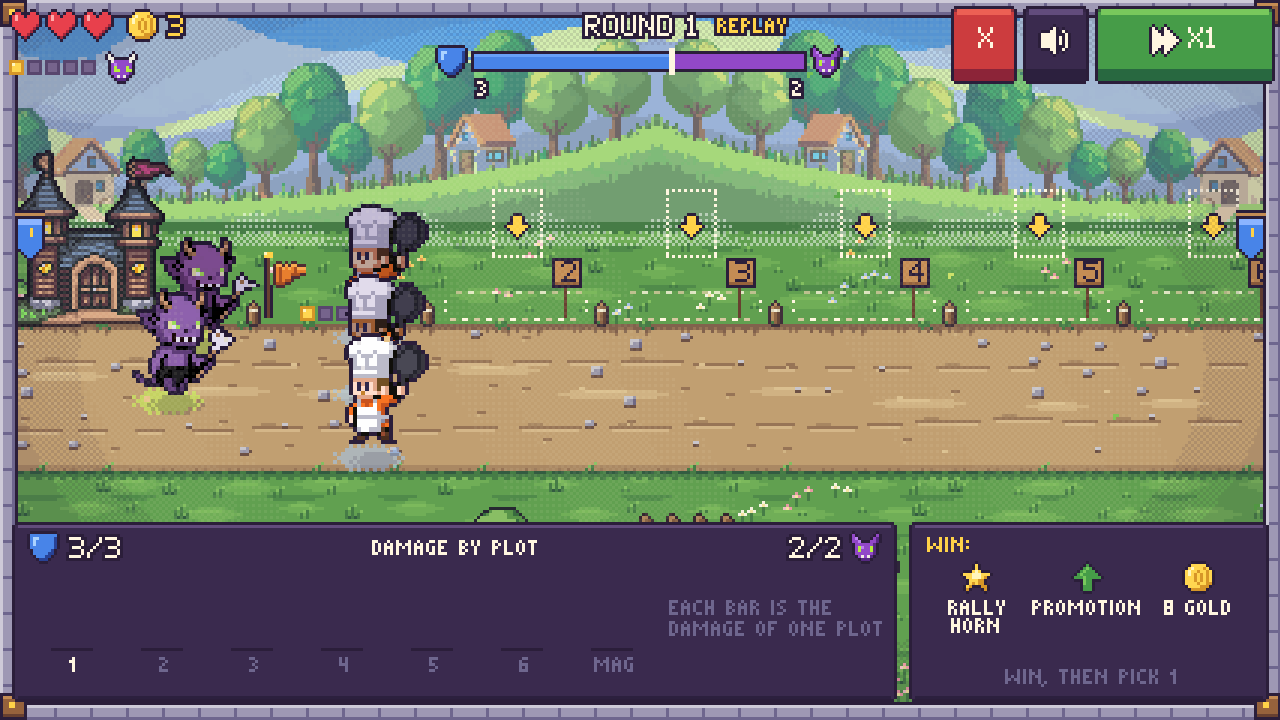 3
ROUND 1 REPLAY
X
X1
3
2
2
3
4
5
3/3
DAMAGE BY PLOT
2/2
EACH BAR IS THE
DAMAGE OF ONE PLOT
1
2
3
4
5
6
MAG
WIN:
RALLY
HORN
PROMOTION
8 GOLD
WIN, THEN PICK 1